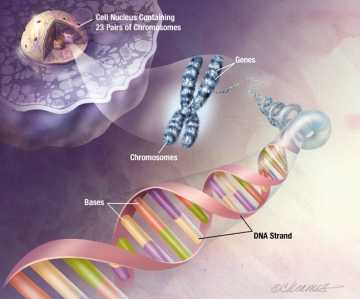 Cell Nucleus Containing
23 Pairs of Chromosomes
Genes
Chromosomes
Bases
DNA Strand